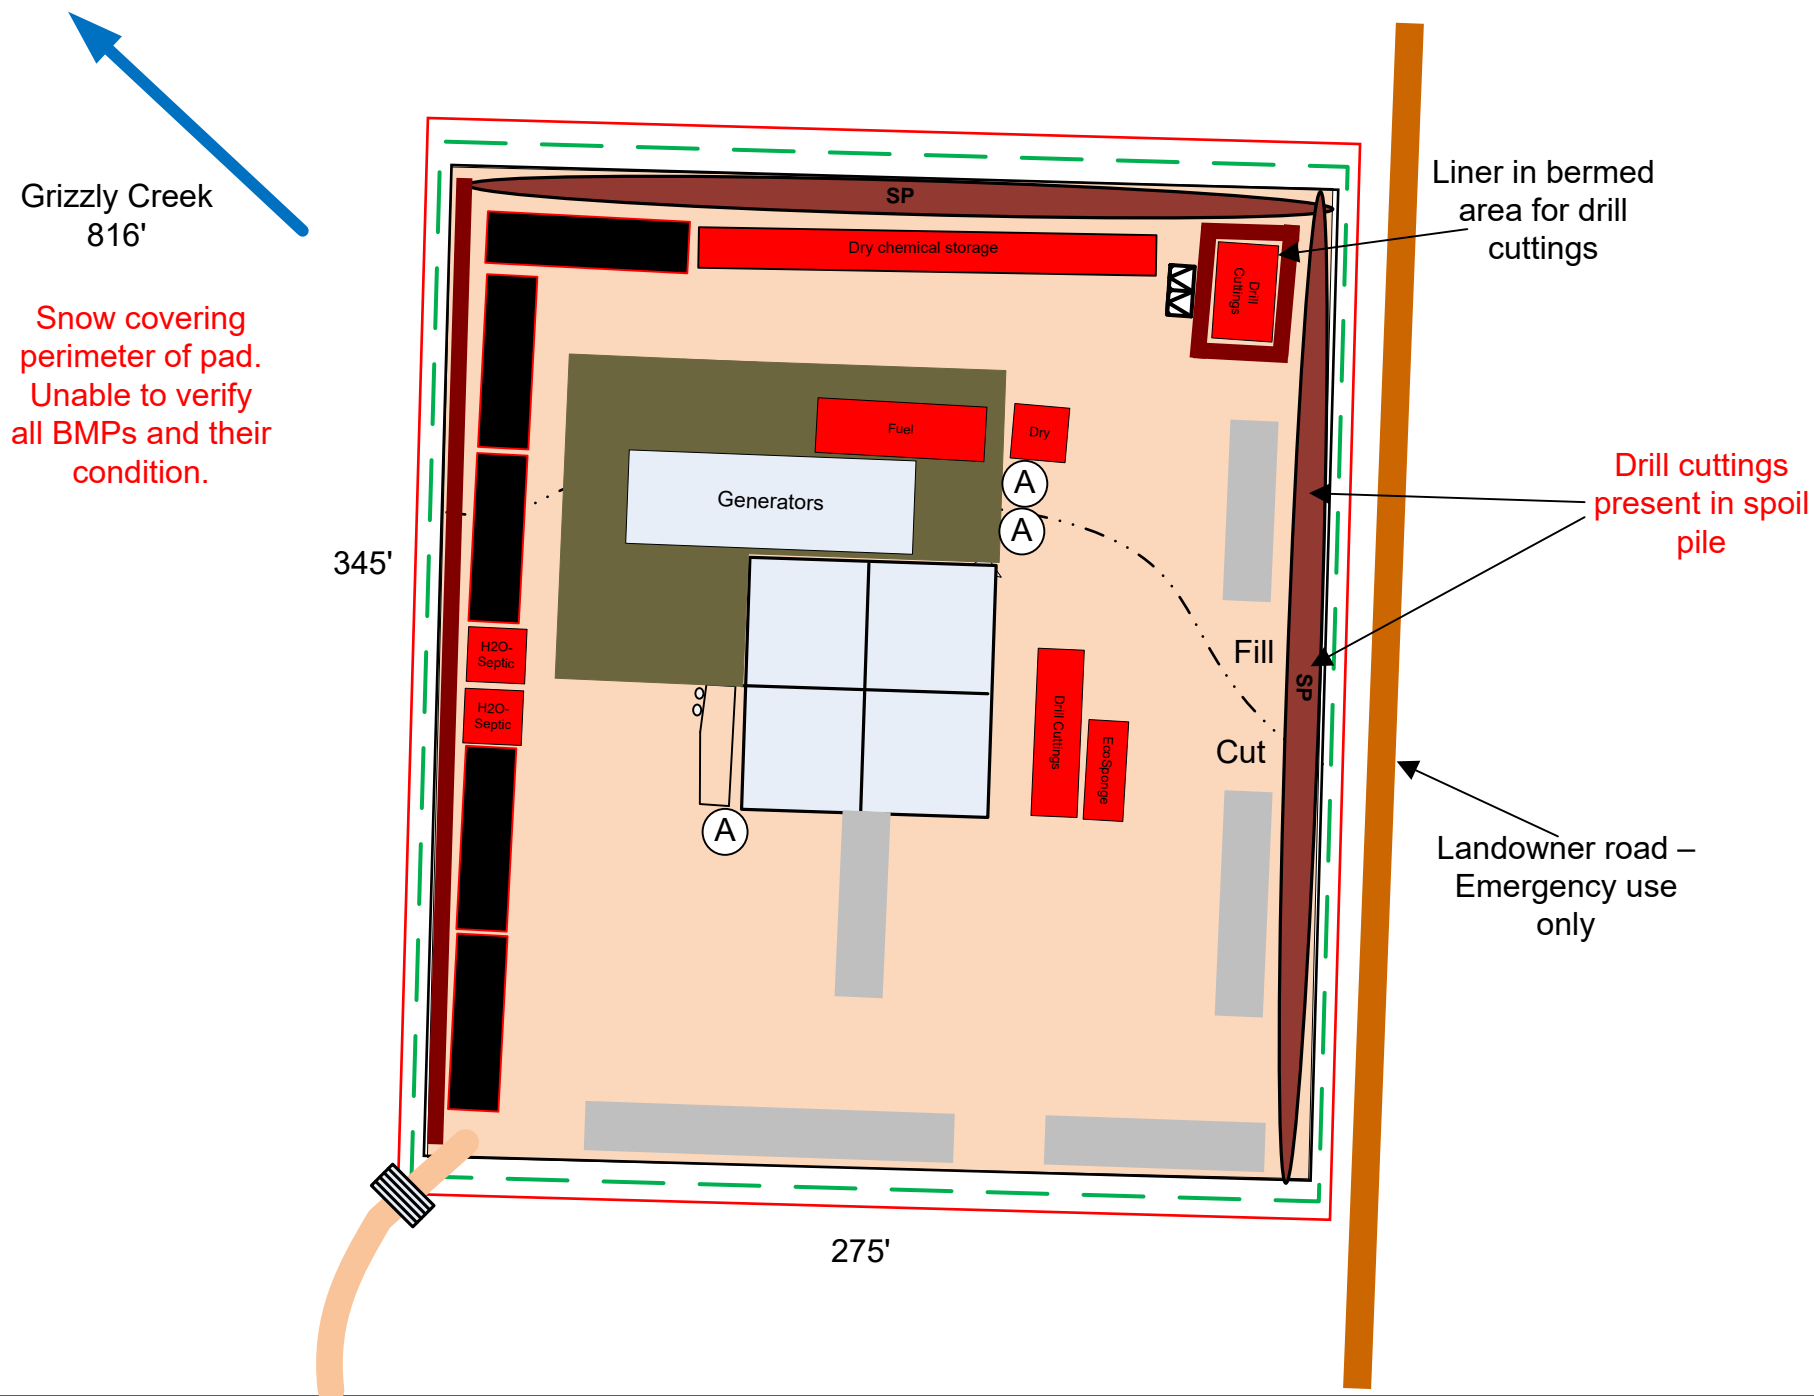 Grizzly Creek
816'
Snow covering
perimeter of pad.
Unable to verify
all BMPs and their
condition.
345'
SP
Dry chemical storage
Drill
Cuttings
Liner in bermed
area for drill
cuttings
Fuel
Dry
A
A
Generators
H2O-
Septic
H2O-
Septic
A
Drill Cuttings
EcoSponge
Fill
Cut
SP
Drill cuttings
present in spoil
pile
Landowner road –
Emergency use
only
275'